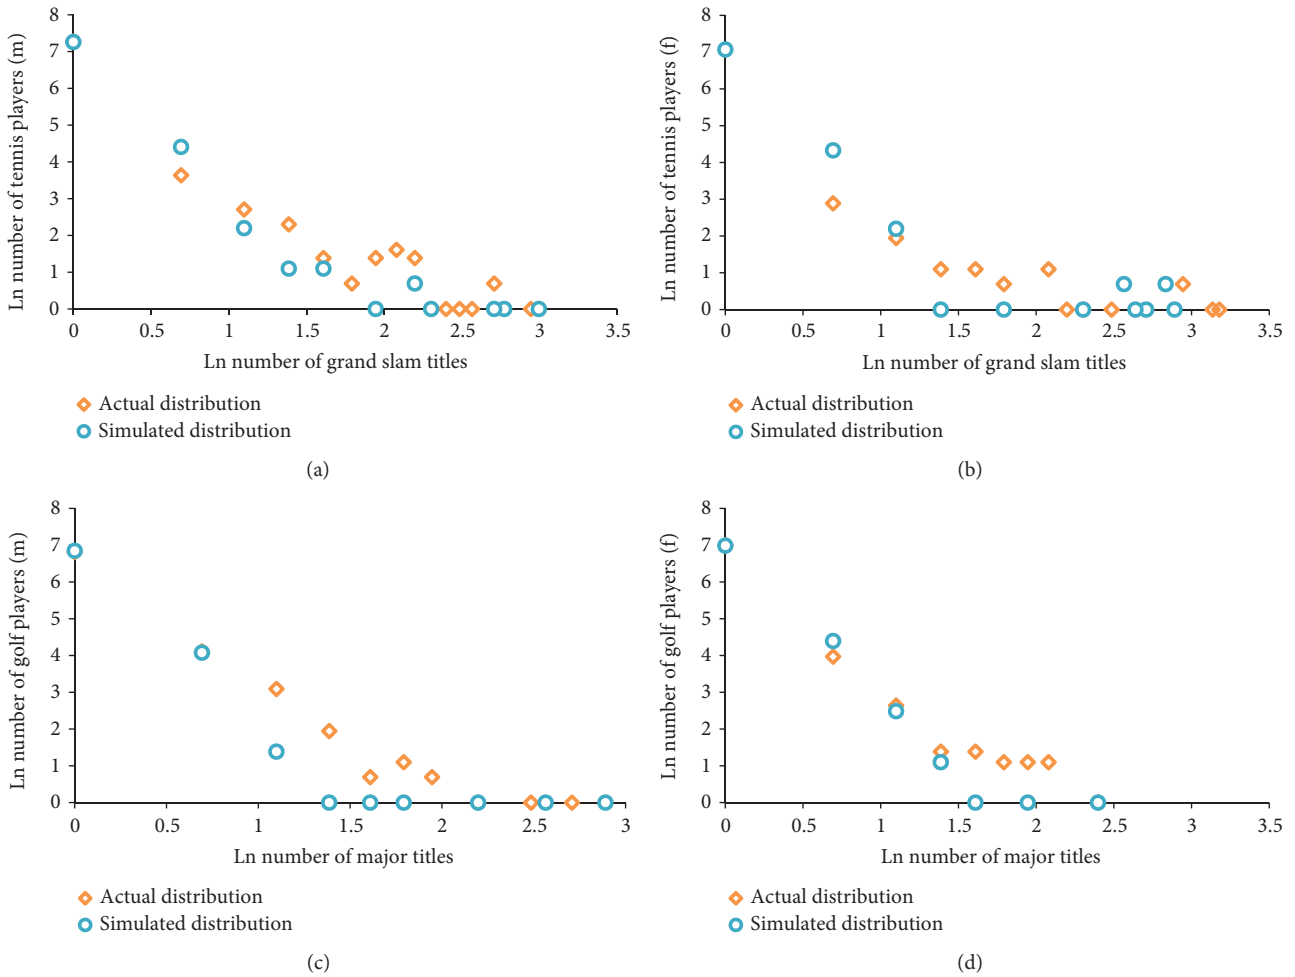 Ln number of tennis players (m)
8
7
6
5
4
3
2
1
0
0 0.5 1 1.5 2 2.5 3 3.5
Ln number of grand slam titles
Actual distribution
Simulated distribution
(a)
Ln number of tennis players (f)
8
7
6
5
4
3
2
1
0
0 0.5 1 1.5 2 2.5 3 3.5
Ln number of grand slam titles
Actual distribution
Simulated distribution
(b)
Ln number of golf players (m)
8
7
6
5
4
3
2
1
0
0 0.5 1 1.5 2 2.5 3
Ln number of major titles
Actual distribution
Simulated distribution
(c)
Ln number of golf players (f)
8
7
6
5
4
3
2
1
0
0 0.5 1 1.5 2 2.5 3 3.5
Ln number of major titles
Actual distribution
Simulated distribution
(d)